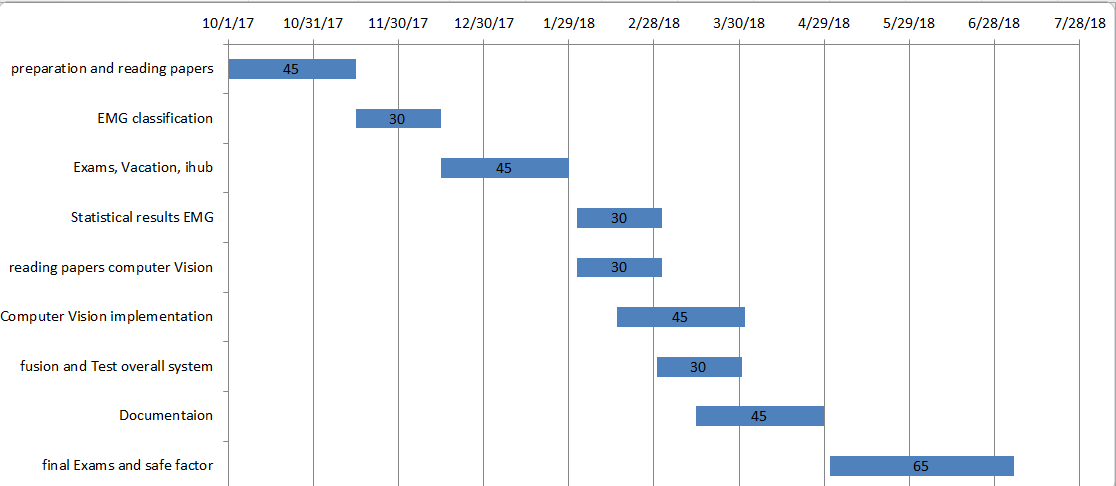 10/1/17 10/31/17 11/30/17 12/30/17 1/29/18 2/28/18 3/30/18 4/29/18 5/29/18 6/28/18 7/28/18
preparation and reading papers 45
EMG classification 30
Exams, Vacation, ihub 45
Statistical results EMG 30
reading papers computer Vision 30
Computer Vision implementation 45
fusion and Test overall system 30
Documentaion 45
final Exams and safe factor 65